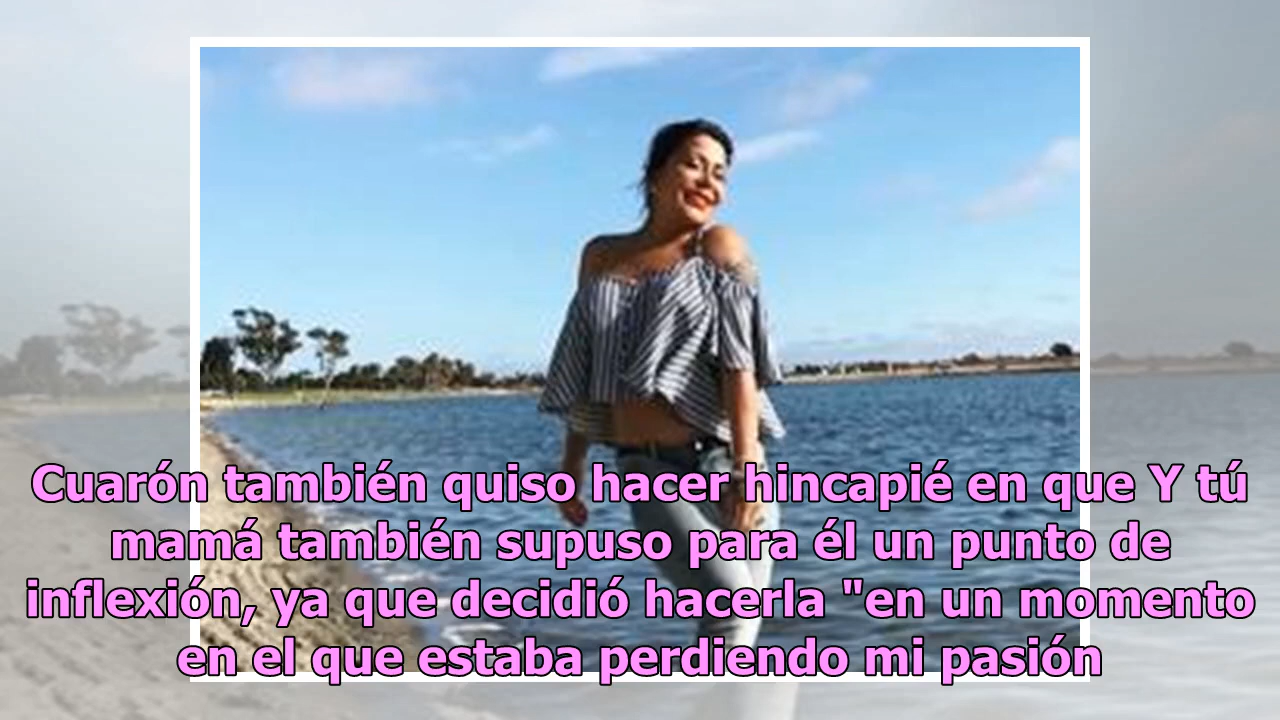 Cuarón también quiso hacer hincapié en que Y tú
mamá también supuso para él un punto de
inflexión, ya que decidió hacerla "en un momento
en el que estaba perdiendo mi pasión